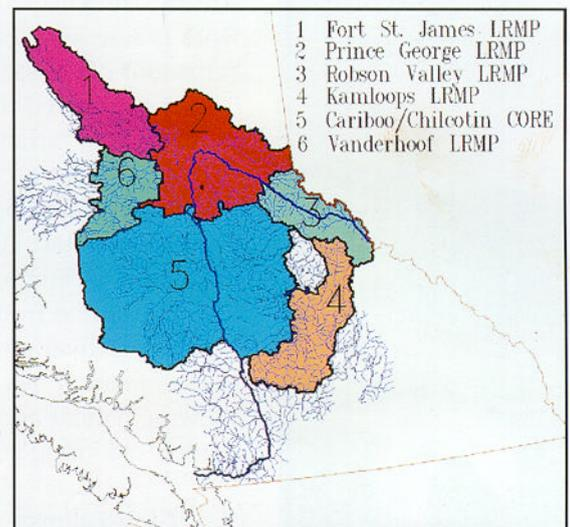 1 Fort St. James LRMP
2 Prince George LRMP
3 Robson Valley LRMP
4 Kamloops LRMP
5 Cariboo/Chilcotin CORE
6 Vanderhoof LRMP
1
2
6
3
5
4